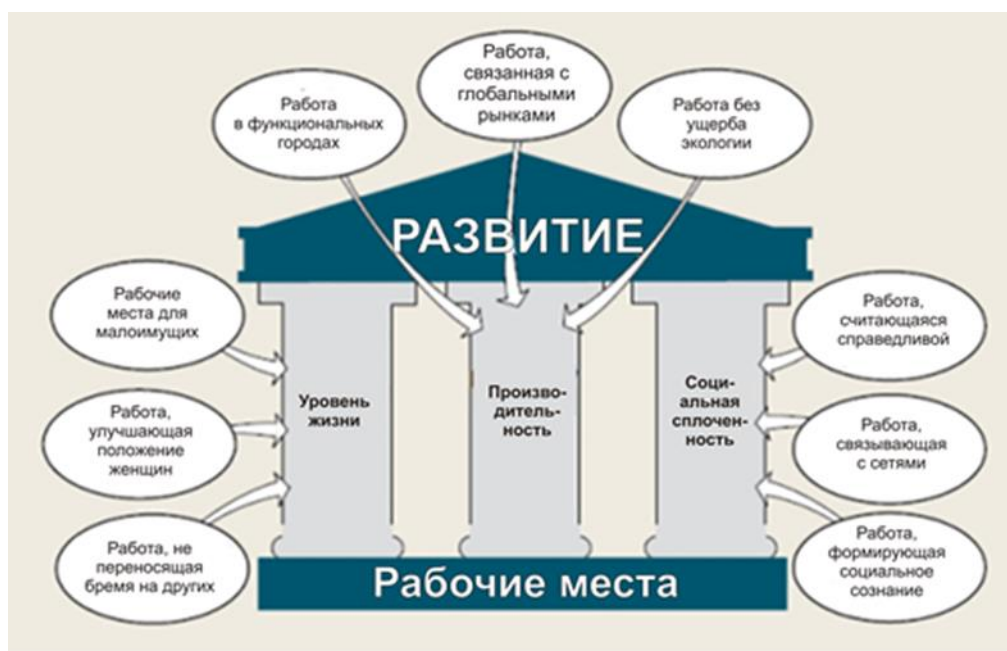 Работа,
связанная с
глобальными
рынками
Работа
в функциональных
городах
Работа без
ущерба
экологии
РАЗВИТИЕ
Рабочие
места для
малоимущих
Работа,
улучшающая
положение
женщин
Работа, не
переносящая
бремя на других
Уровень
жизни
Произво-
дитель-
ность
Соци-
альная
сплочен-
ность
Работа,
считающаяся
справедливой
Работа,
связывающая
с сетями
Работа,
формирующая
социальное
сознание
Рабочие места